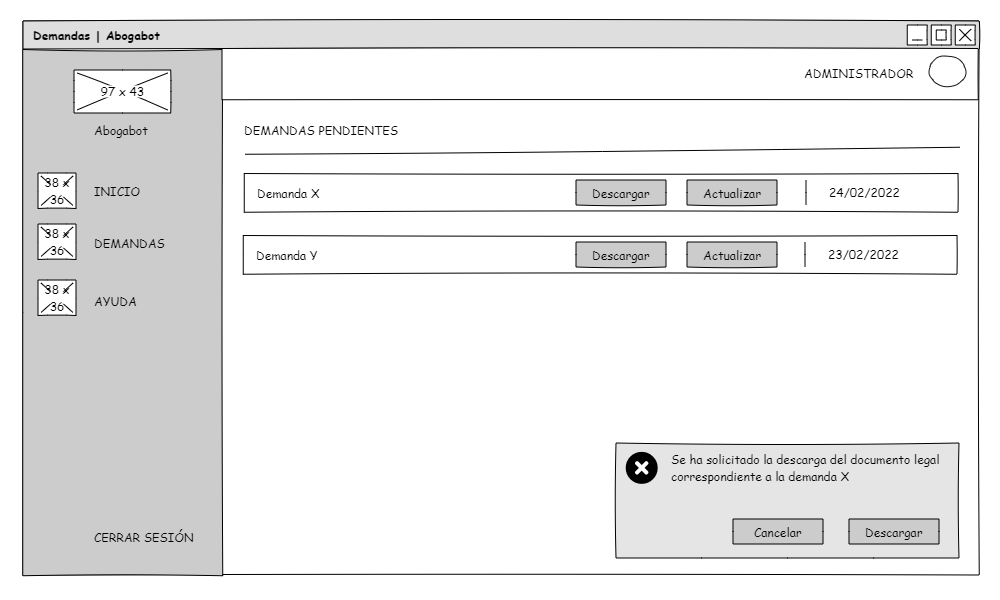 Demandas | Abogabot
ADMINISTRADOR
97 x 43
Abogabot
38 x
36
INICIO
38 x
36
DEMANDAS
38 x
36
AYUDA
CERRAR SESIÓN
DEMANDAS PENDIENTES
Demanda X Descargar Actualizar 24/02/2022
Demanda Y Descargar Actualizar 23/02/2022
Se ha solicitado la descarga del documento legal
correspondiente a la demanda X
Cancelar Descargar